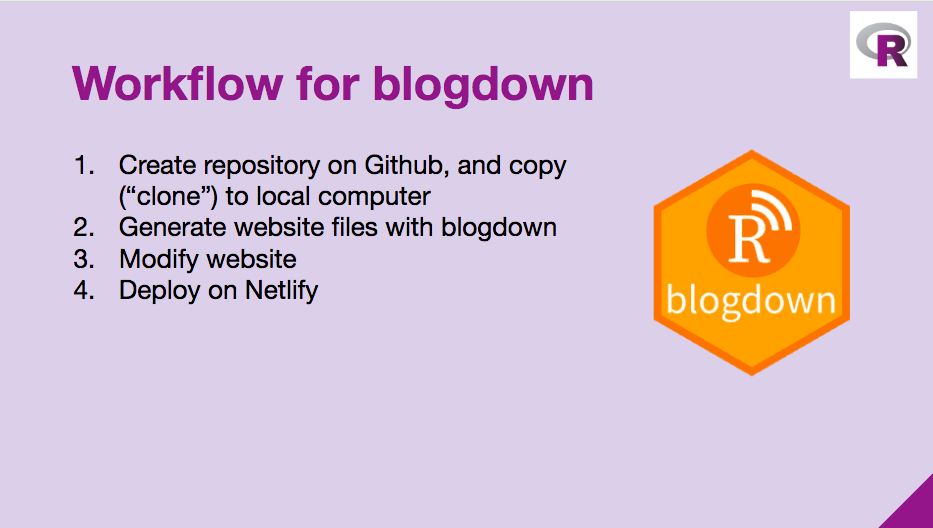 R
Workflow for blogdown
1. Create repository on Github, and copy
(“clone”) to local computer
2. Generate website files with blogdown
3. Modify website
4. Deploy on Netlify
R
blogdown